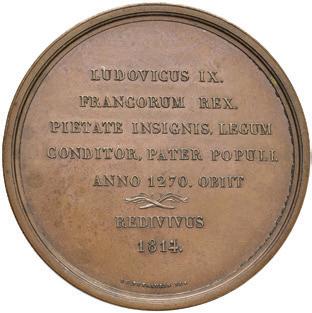 LUDOVICUS IX.
FRANCORUM REX.
PIETATE INSIGNIS, LEGUM
CONDITOR, PATER POPULI,
ANNO 1270. OBIIT
REDIVIVUS
1814.